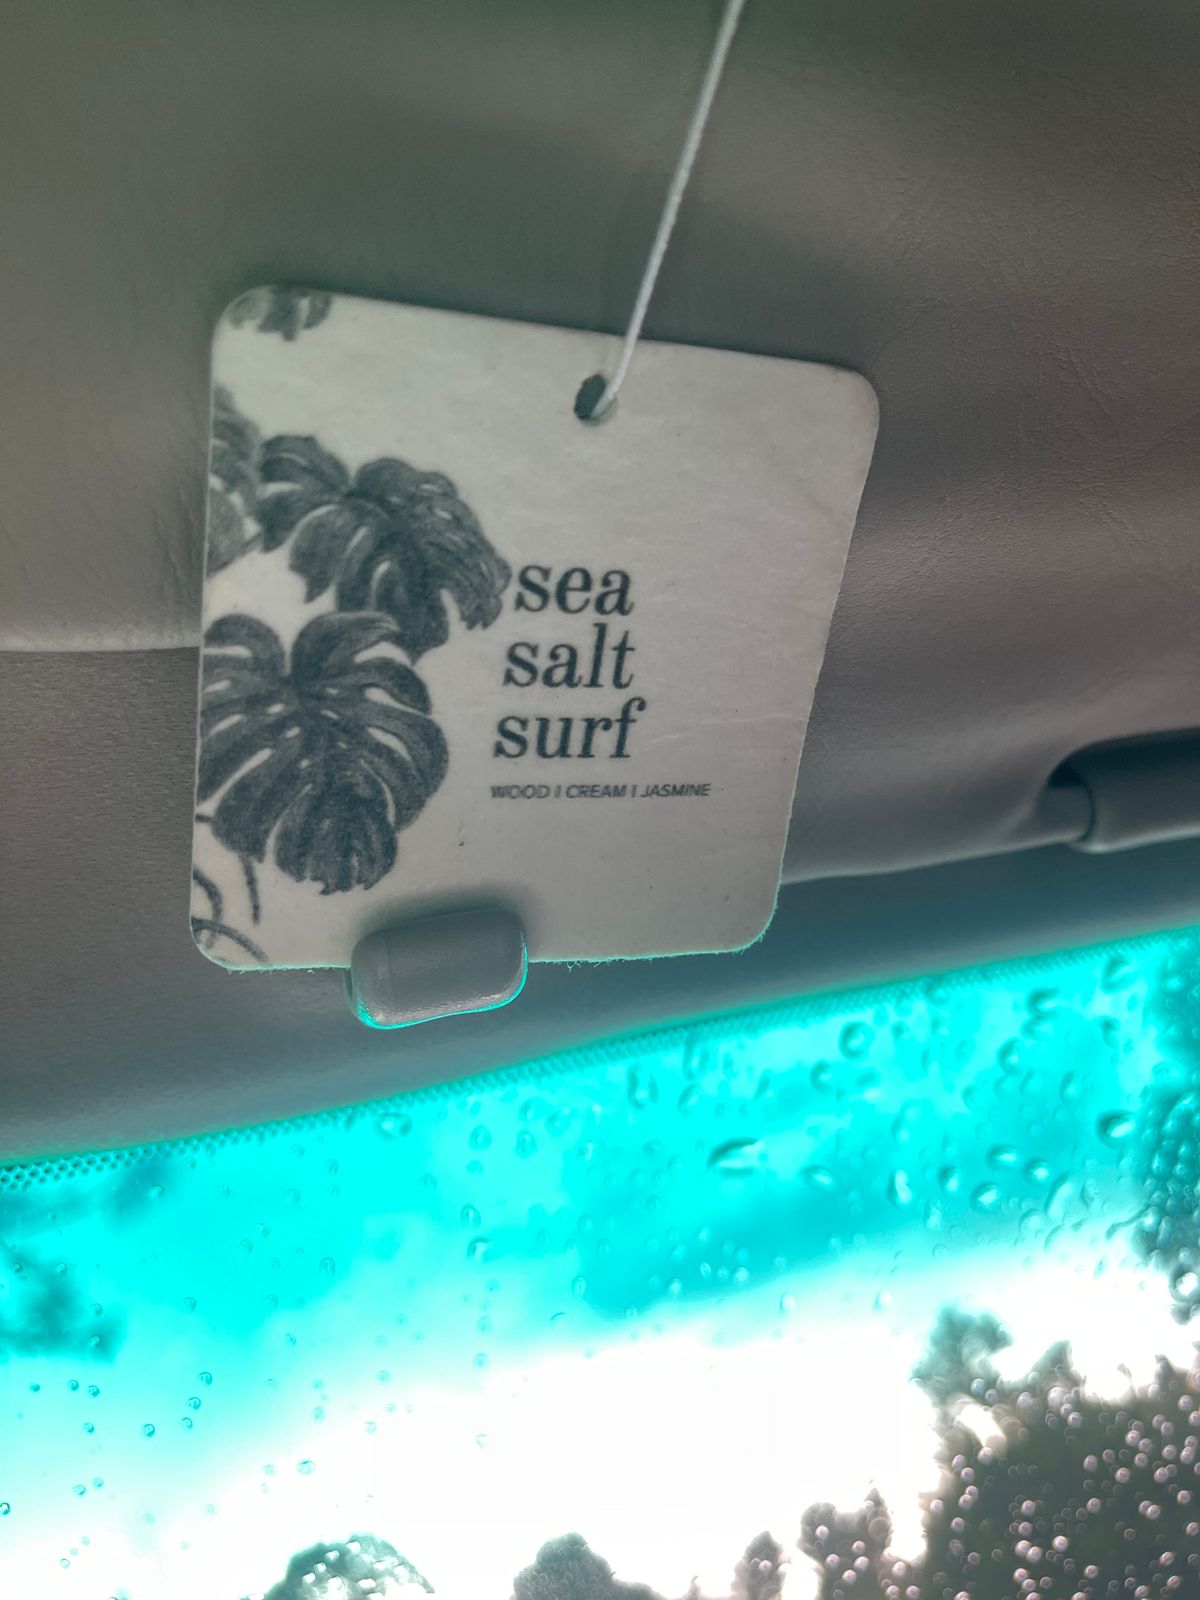 sea
salt
surf
WOOD | CREAM | JASMINE